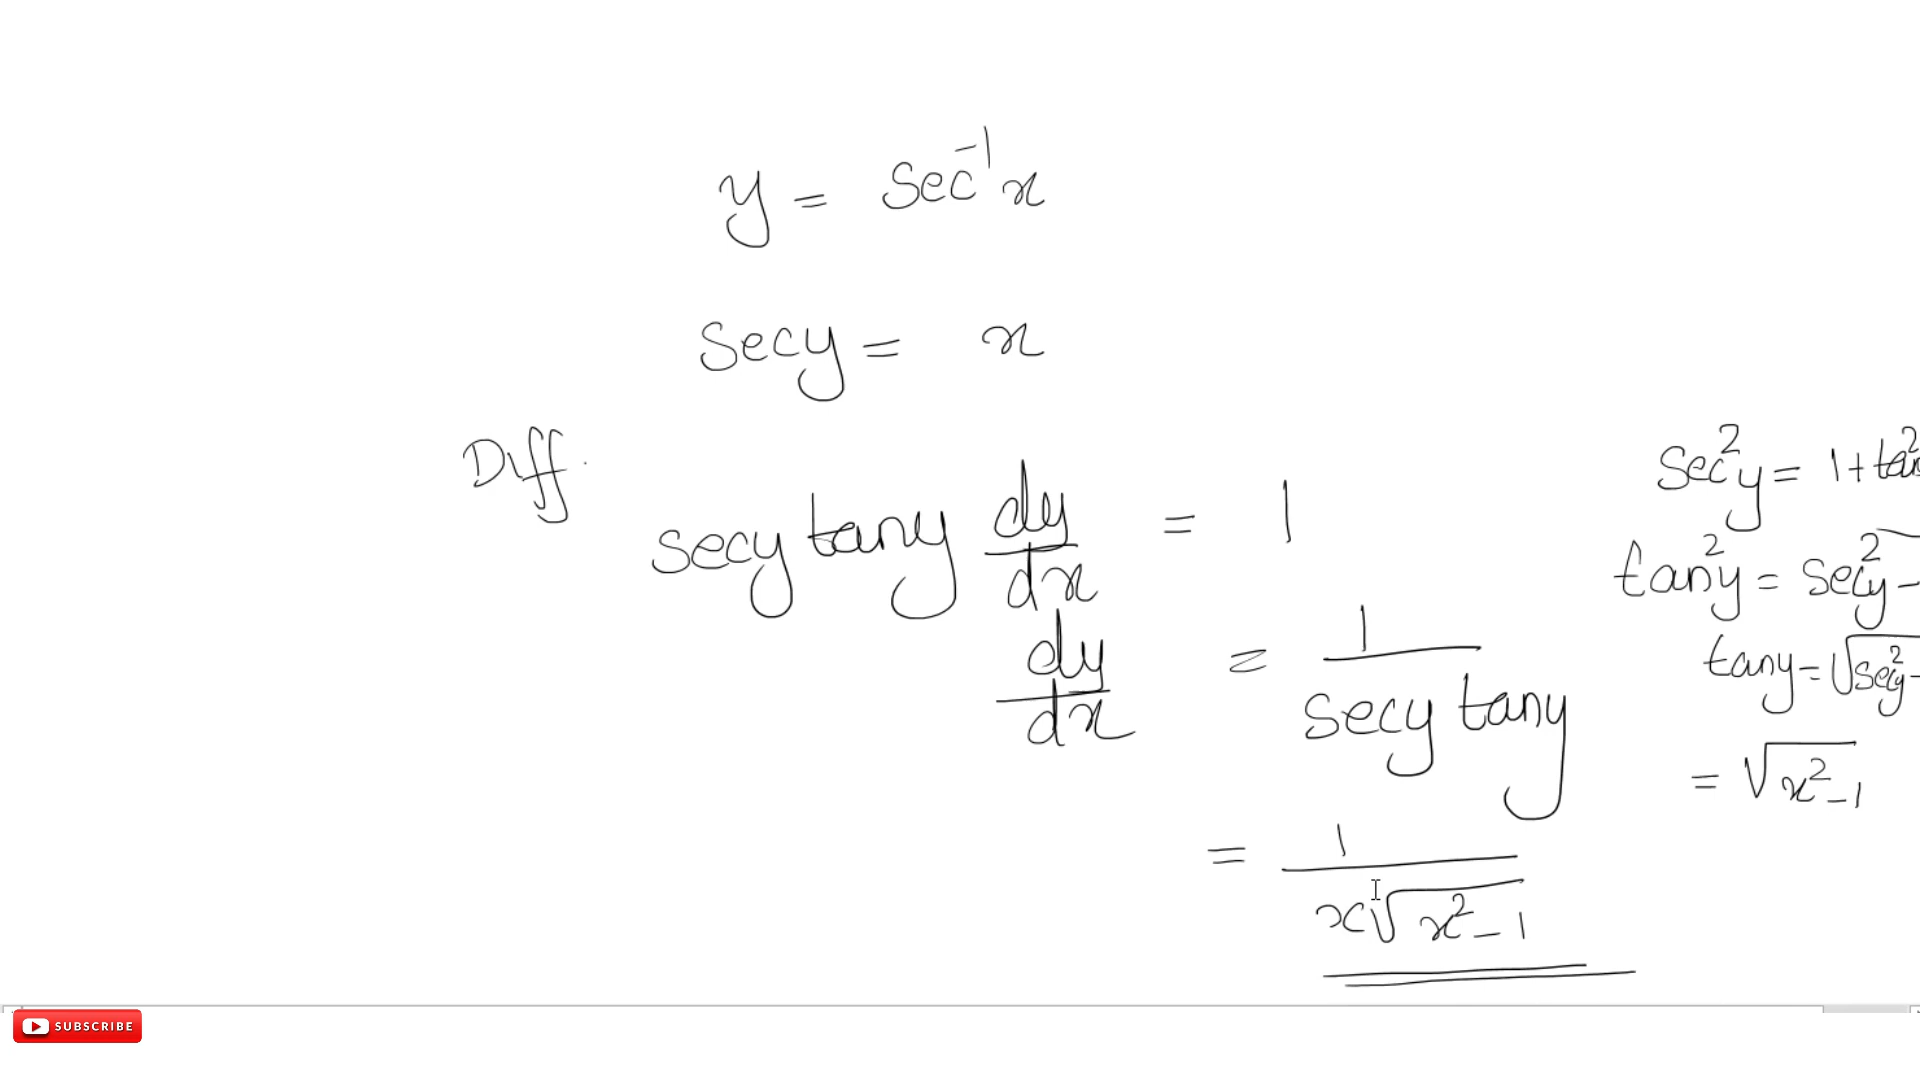 y = sec⁻¹x
secy = x
Diff.
secy tany dy/dx = 1
dy/dx = 1/(secy tany)
= 1/(x√(x²-1))
sec²y = 1+tan²
tan²y = sec²y -
tany = √(sec²y -
= √(x²-1)
SUBSCRIBE